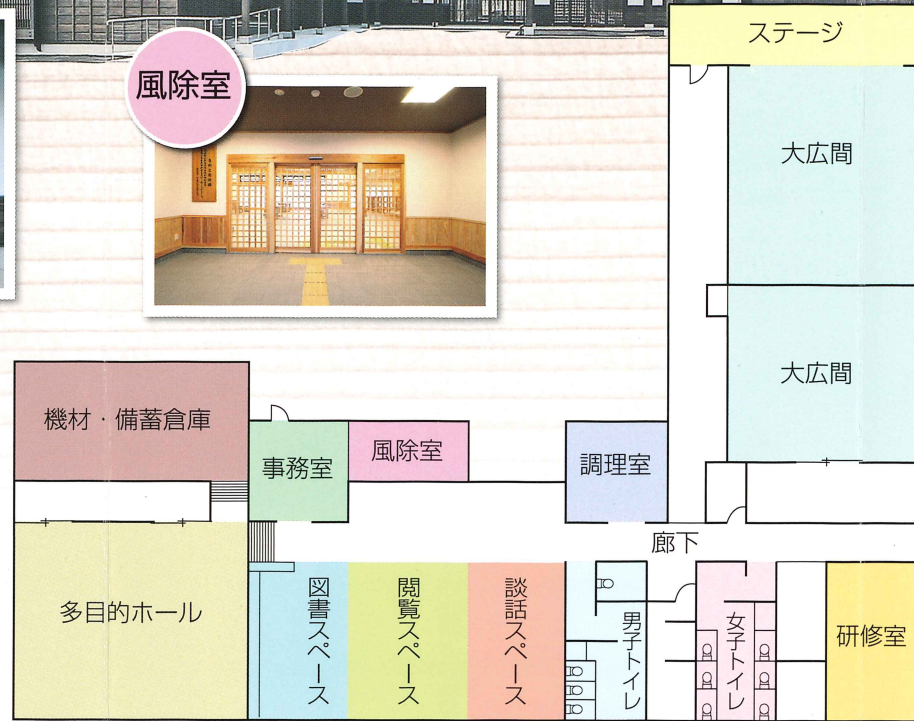 風除室
ステージ
大広間
大広間
機材・備蓄倉庫
事務室
風除室
調理室
廊下
多目的ホール
図書スペース
閲覧スペース
談話スペース
男子トイレ
女子トイレ
研修室